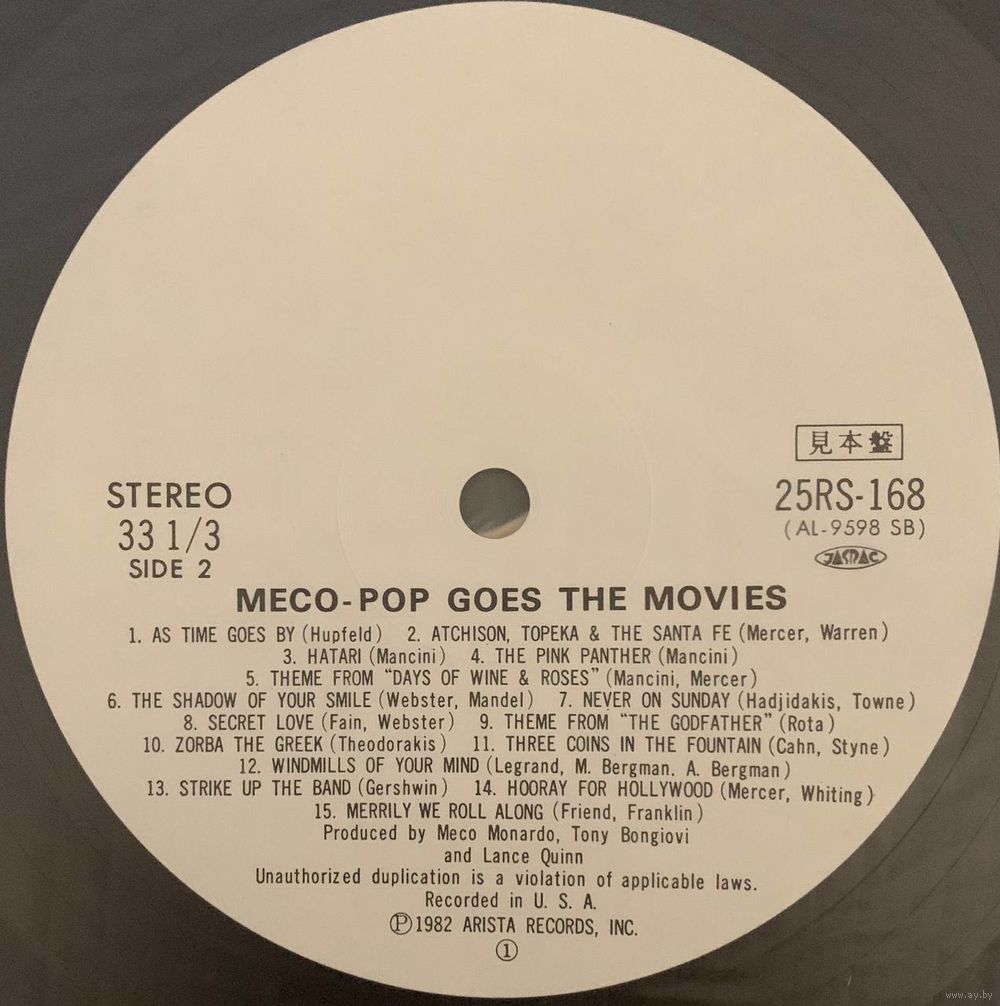 見本盤
STEREO
25RS-168
33 1/3
(AL-9598 SB)
SIDE 2
JASRAC
MECO-POP GOES THE MOVIES
1. AS TIME GOES BY (Hupfeld) 2. ATCHISON, TOPEKA & THE SANTA FE (Mercer, Warren)
3. HATARI (Mancini) 4. THE PINK PANTHER (Mancini)
5. THEME FROM “DAYS OF WINE & ROSES” (Mancini, Mercer)
6. THE SHADOW OF YOUR SMILE (Webster, Mandel) 7. NEVER ON SUNDAY (Hadjidakis, Towne)
8. SECRET LOVE (Fain, Webster) 9. THEME FROM “THE GODFATHER” (Rota)
10. ZORBA THE GREEK (Theodorakis) 11. THREE COINS IN THE FOUNTAIN (Cahn, Styne)
12. WINDMILLS OF YOUR MIND (Legrand, M. Bergman. A. Bergman)
13. STRIKE UP THE BAND (Gershwin) 14. HOORAY FOR HOLLYWOOD (Mercer, Whiting)
15. MERRILY WE ROLL ALONG (Friend, Franklin)
Produced by Meco Monardo, Tony Bongiovi
and Lance Quinn
Unauthorized duplication is a violation of applicable laws.
Recorded in U. S. A.
Ⓟ1982 ARISTA RECORDS, INC.
①
www.ay.by